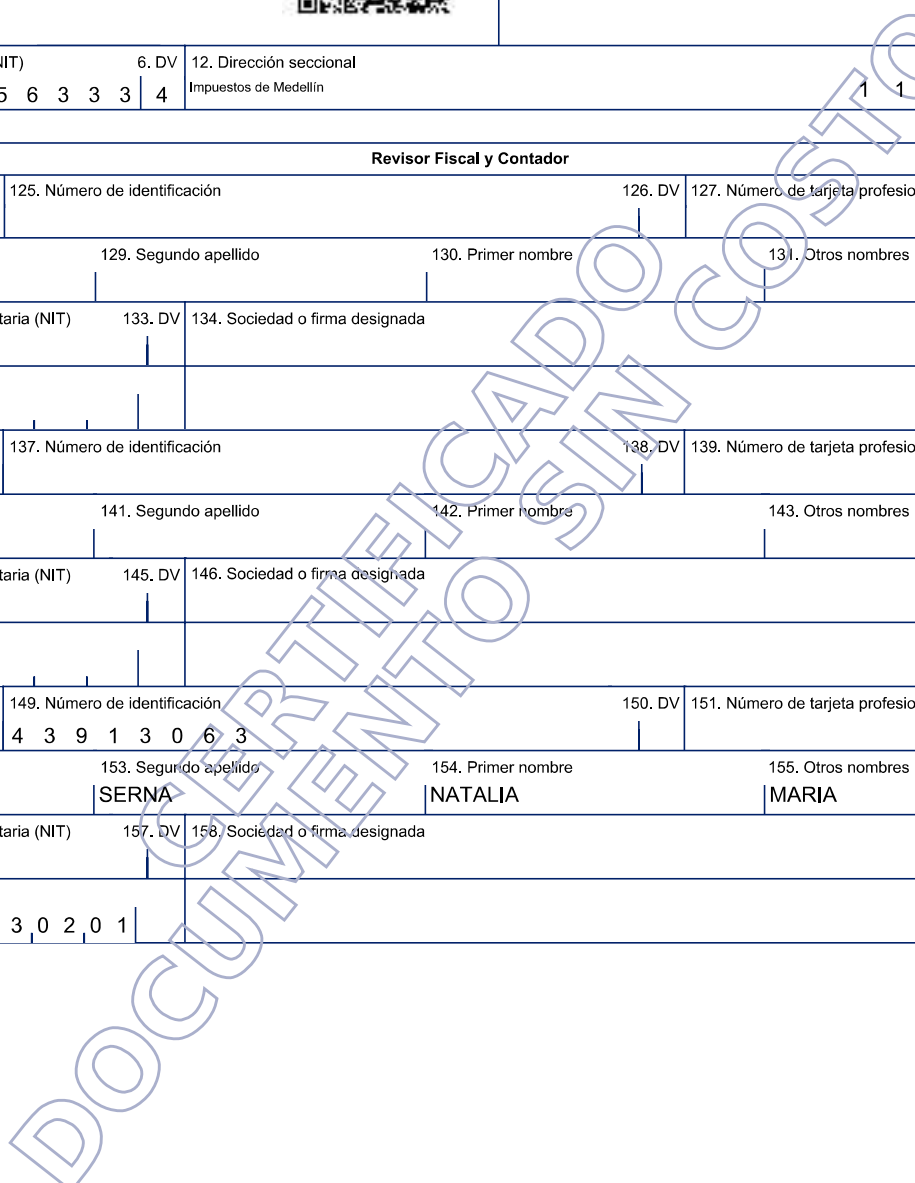 NIT) 6. DV 12. Dirección seccional
5 6 3 3 3 4 Impuestos de Medellín 1 1
Revisor Fiscal y Contador
125. Número de identificación 126. DV 127. Número de tarjeta profesio
129. Segundo apellido 130. Primer nombre 131. Otros nombres
taria (NIT) 133. DV 134. Sociedad o firma designada
137. Número de identificación 138. DV 139. Número de tarjeta profesio
141. Segundo apellido 142. Primer nombre 143. Otros nombres
taria (NIT) 145. DV 146. Sociedad o firma designada
149. Número de identificación 150. DV 151. Número de tarjeta profesio
4 3 9 1 3 0 6 3
153. Segundo apellido 154. Primer nombre 155. Otros nombres
SERNA NATALIA MARIA
taria (NIT) 157. DV 158. Sociedad o firma designada
3 0 2 0 1
CERTIFICADO
DOCUMENTO SIN COSTO